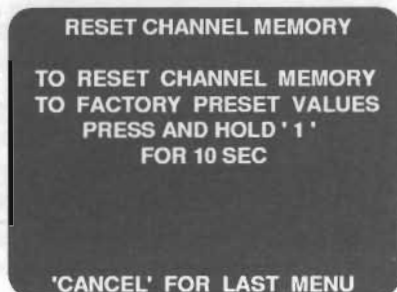 RESET CHANNEL MEMORY
TO RESET CHANNEL MEMORY
TO FACTORY PRESET VALUES
PRESS AND HOLD ' 1 '
FOR 10 SEC
'CANCEL' FOR LAST MENU